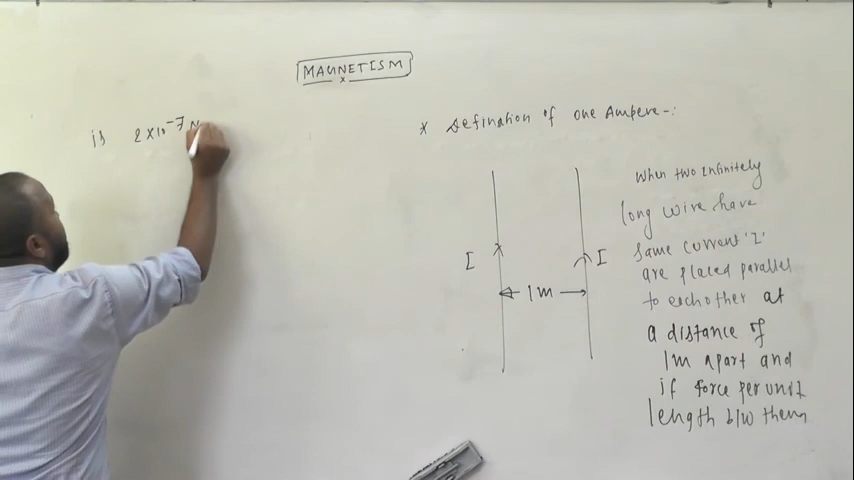 MAGNETISM
* Defination of one Ampere-:
I
I
1m
When two Infinitely
long wire have
same current 'I'
are placed parallel
to eachother at
a distance of
1m apart and
if force per unit
length b/w them
is 2×10⁻⁷ N